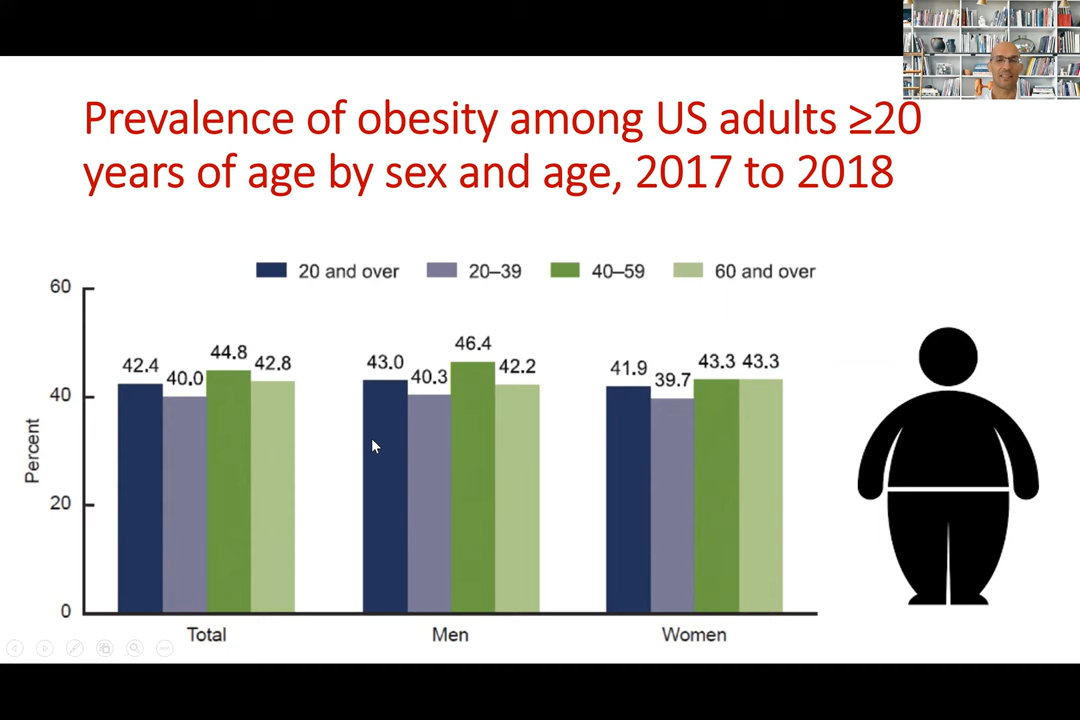 Prevalence of obesity among US adults ≥20
years of age by sex and age, 2017 to 2018
20 and over 20–39 40–59 60 and over
60
40
20
0
Percent
42.4 40.0 44.8 42.8
43.0 40.3 46.4 42.2
41.9 39.7 43.3 43.3
Total Men Women